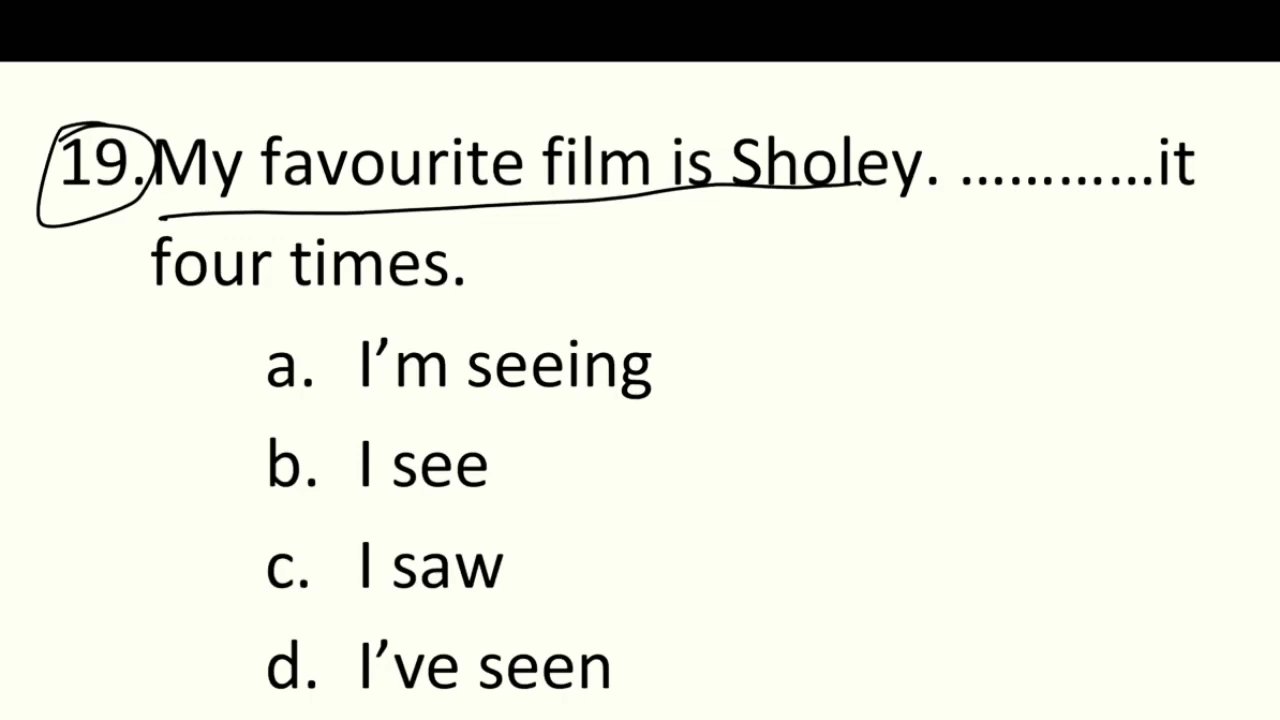 19. My favourite film is Sholey. .............it
four times.
a. I’m seeing
b. I see
c. I saw
d. I’ve seen